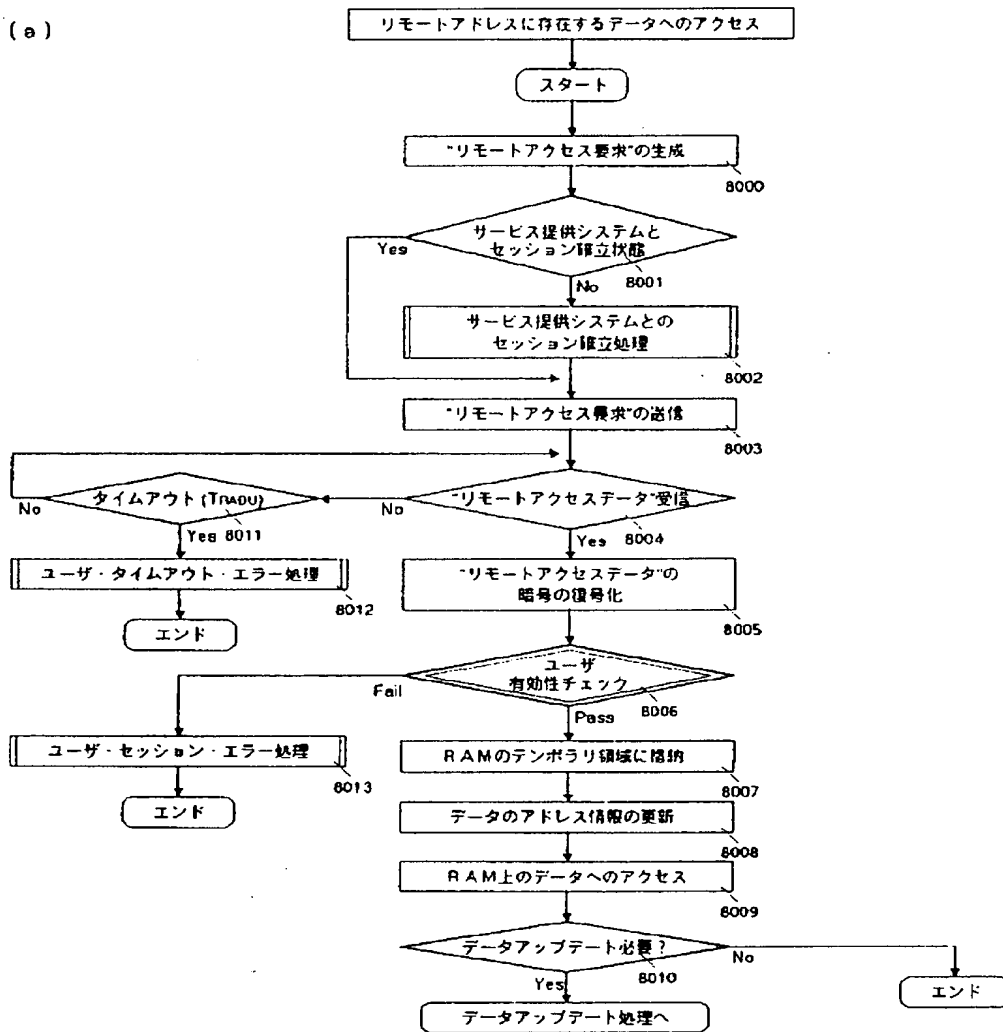 (a)
リモートアドレスに存在するデータへのアクセス
スタート
"リモートアクセス要求"の生成
8000
サービス提供システムと
セッション確立状態
8001
Yes
No
サービス提供システムとの
セッション確立処理
8002
"リモートアクセス要求"の送信
8003
"リモートアクセスデータ"受信
8004
No
Yes
タイムアウト(TRADU)
8011
No
Yes
ユーザ・タイムアウト・エラー処理
8012
エンド
"リモートアクセスデータ"の
暗号の復号化
8005
ユーザ
有効性チェック
8006
Fail
Pass
ユーザ・セッション・エラー処理
8013
エンド
RAMのテンポラリ領域に格納
8007
データのアドレス情報の更新
8008
RAM上のデータへのアクセス
8009
データアップデート必要?
8010
No
Yes
エンド
データアップデート処理へ